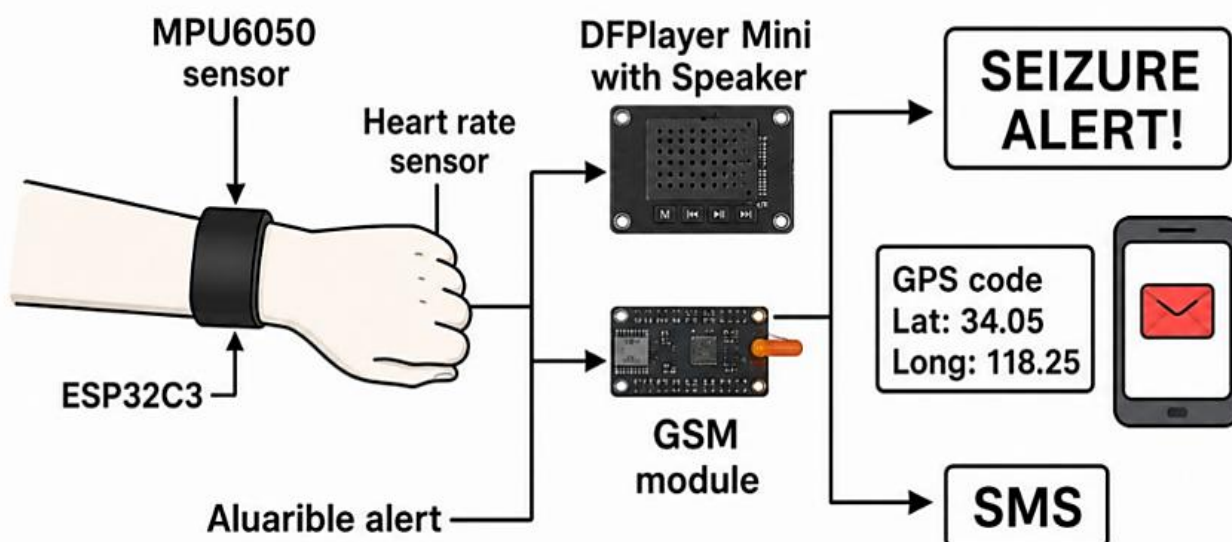 MPU6050
sensor
Heart rate
sensor
ESP32C3
Aluarible alert
DFPlayer Mini
with Speaker
M
GSM
module
SEIZURE
ALERT!
GPS code
Lat: 34.05
Long: 118.25
SMS